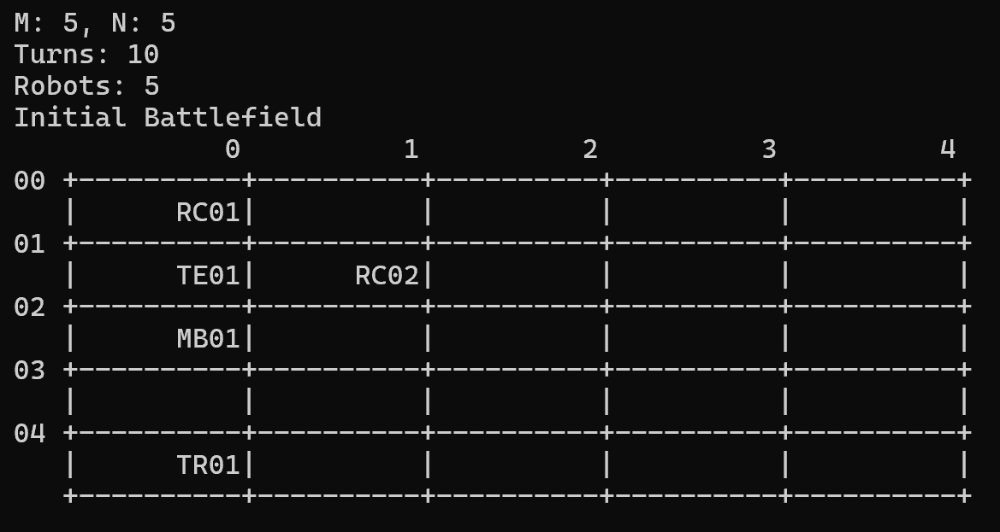 M: 5, N: 5
Turns: 10
Robots: 5
Initial Battlefield
             0          1          2          3          4
00 +----------+----------+----------+----------+----------+
   |      RC01|          |          |          |          |
01 +----------+----------+----------+----------+----------+
   |      TE01|      RC02|          |          |          |
02 +----------+----------+----------+----------+----------+
   |      MB01|          |          |          |          |
03 +----------+----------+----------+----------+----------+
   |          |          |          |          |          |
04 +----------+----------+----------+----------+----------+
   |      TR01|          |          |          |          |
   +----------+----------+----------+----------+----------+